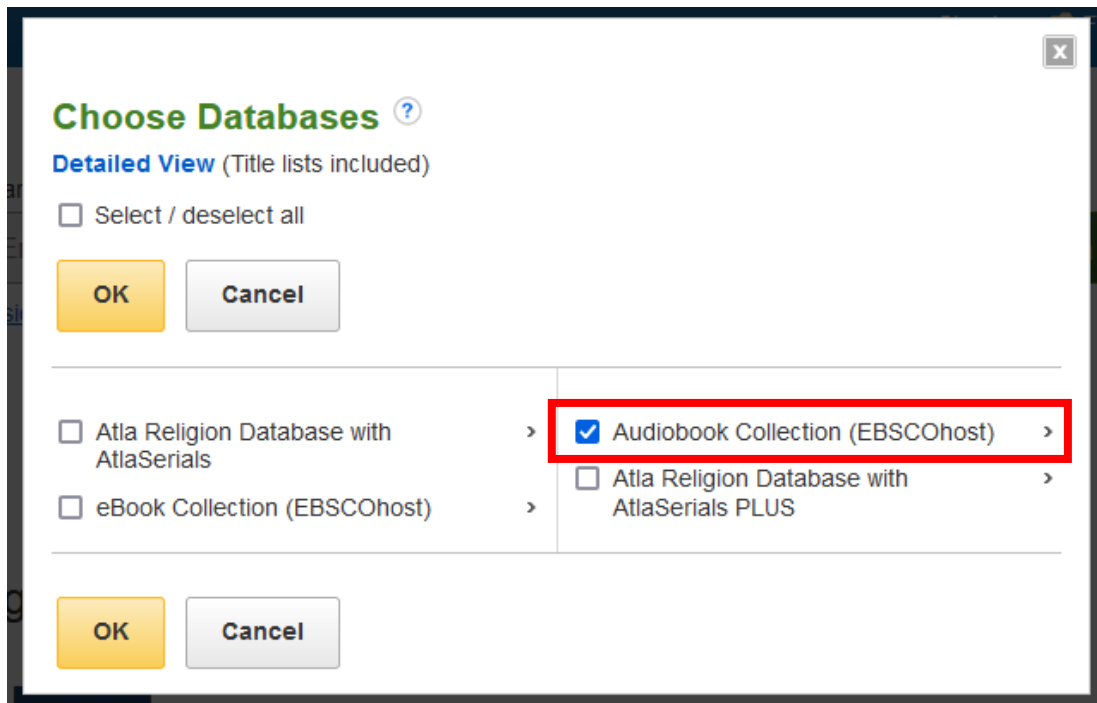 x
Choose Databases ?
Detailed View (Title lists included)
Select / deselect all
OK Cancel
Atla Religion Database with
AtlaSerials
eBook Collection (EBSCOhost)
Audiobook Collection (EBSCOhost)
Atla Religion Database with
AtlaSerials PLUS
OK Cancel